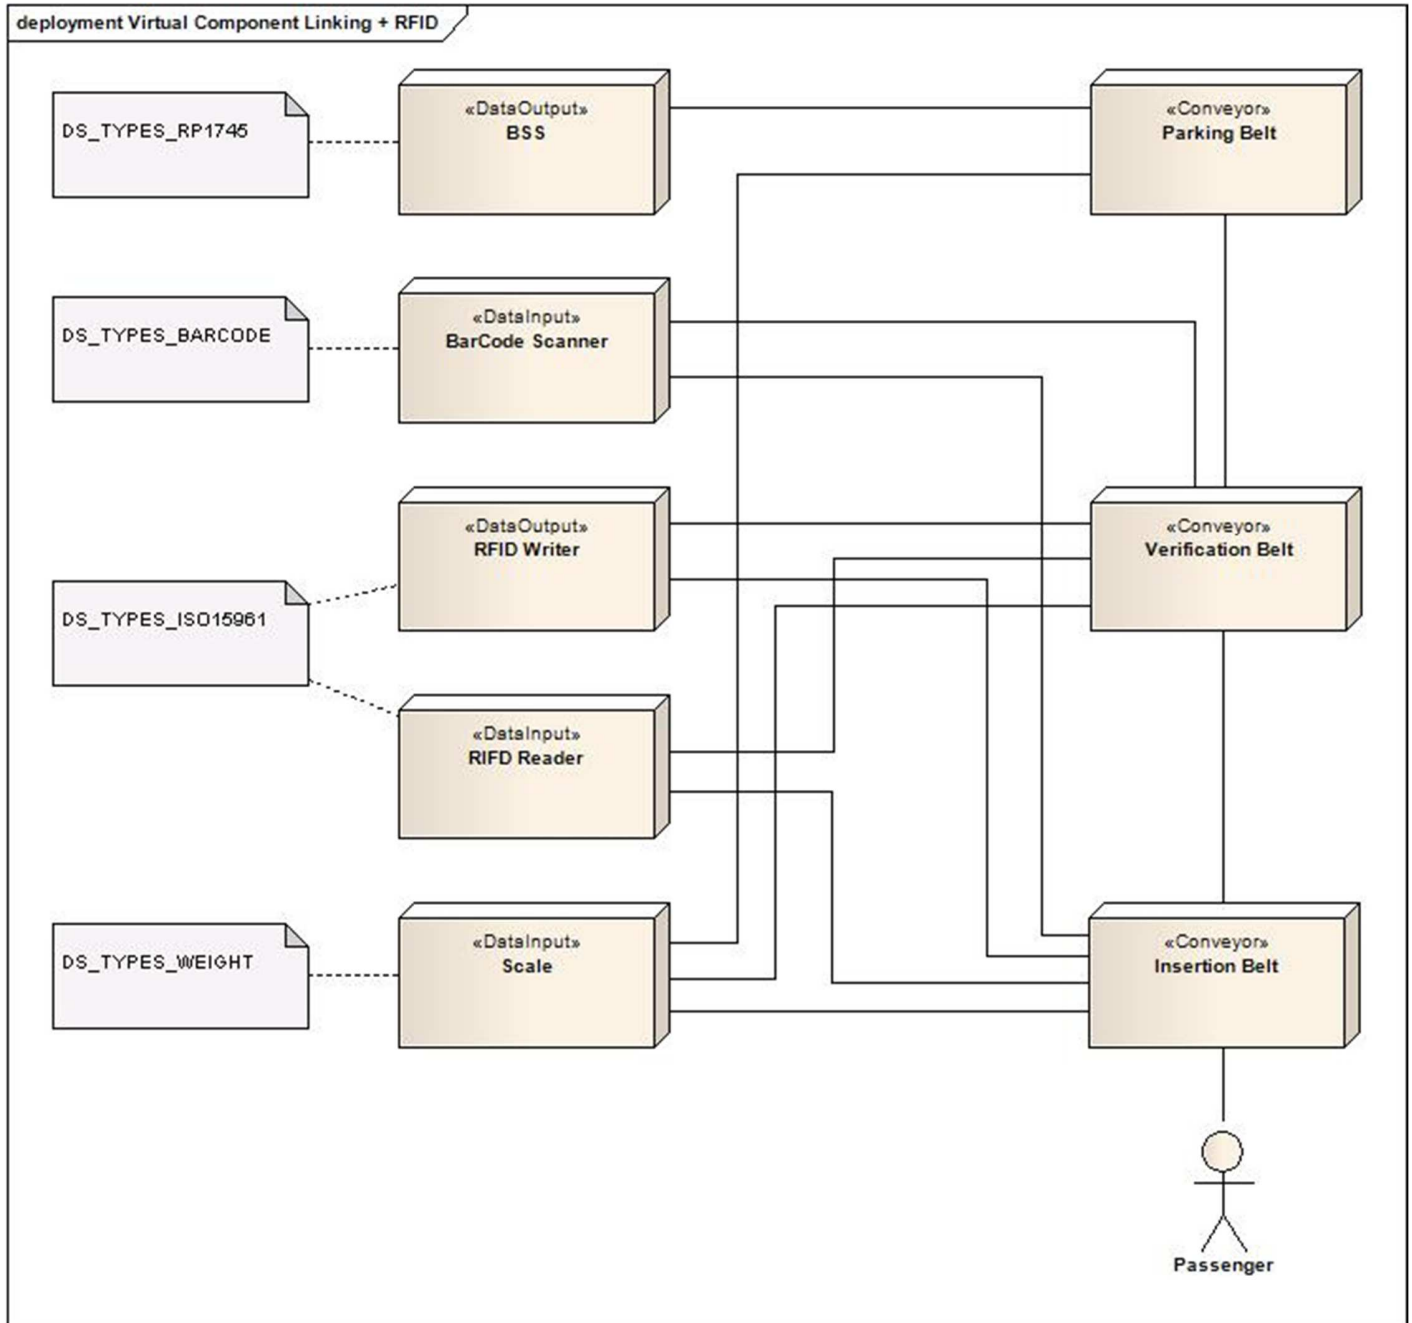 deployment Virtual Component Linking + RFID
DS_TYPES_RP1745
«DataOutput»
BSS
«Conveyor»
Parking Belt
DS_TYPES_BARCODE
«DataInput»
BarCode Scanner
«DataOutput»
RFID Writer
«Conveyor»
Verification Belt
DS_TYPES_ISO15961
«DataInput»
RIFD Reader
DS_TYPES_WEIGHT
«DataInput»
Scale
«Conveyor»
Insertion Belt
Passenger